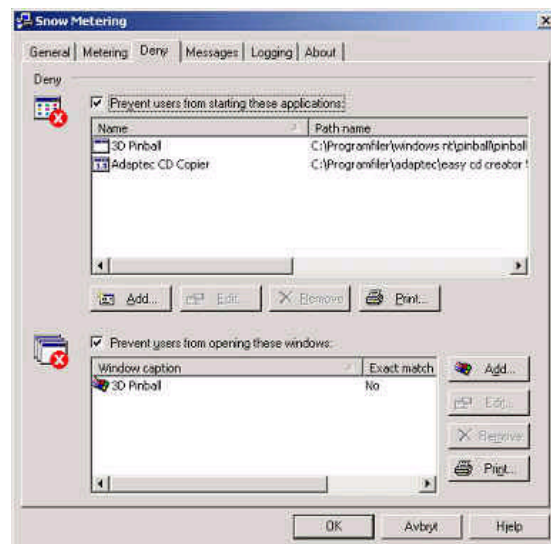 Snow Metering
General Metering Deny Messages Logging About
Deny
Prevent users from starting these applications:
Name Path name
3D Pinball C:\Programfiler\windows nt\pinball\pinball
Adaptec CD Copier C:\Programfiler\adaptec\easy cd creator 5
Add... Edit... Remove Print...
Prevent users from opening these windows:
Window caption Exact match
3D Pinball No
Add...
Edit...
Remove
Print...
OK Avbryt Hjelp